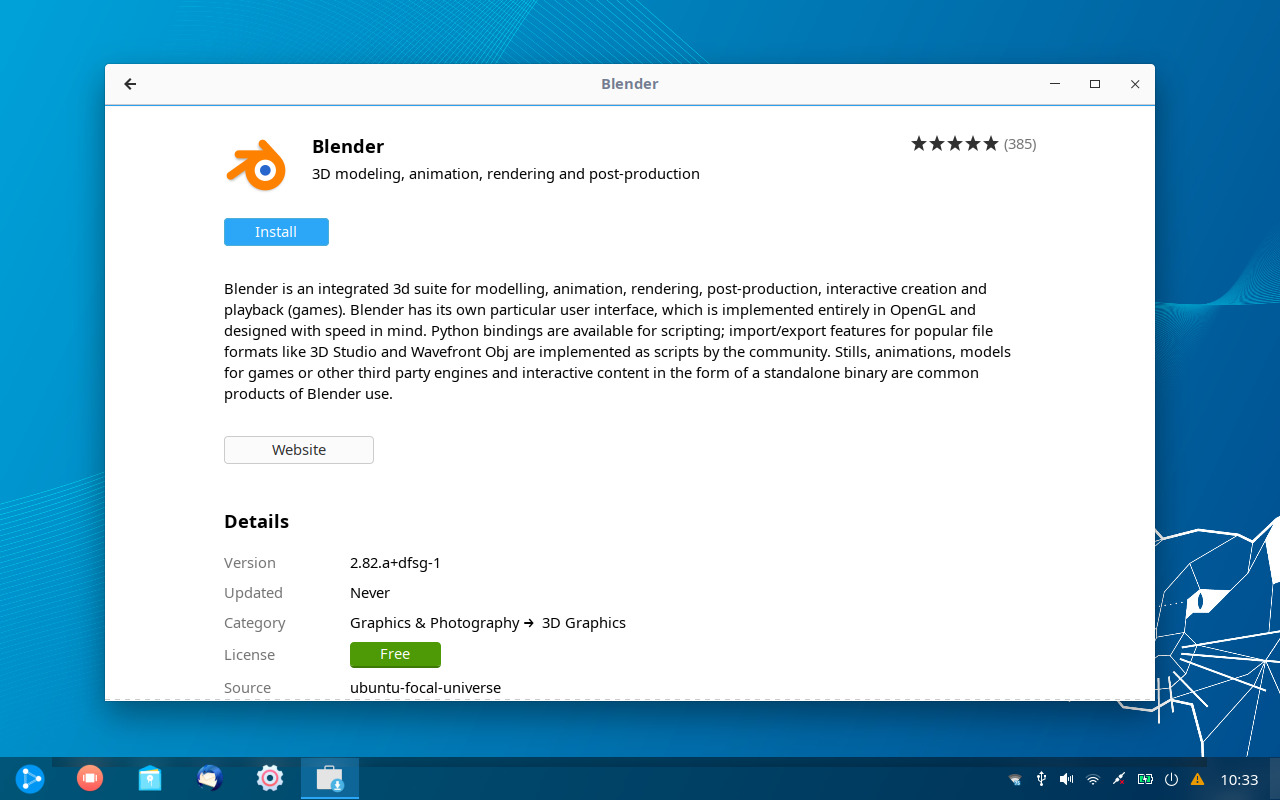 Blender
Blender
★★★★★ (385)
3D modeling, animation, rendering and post-production
Install
Blender is an integrated 3d suite for modelling, animation, rendering, post-production, interactive creation and
playback (games). Blender has its own particular user interface, which is implemented entirely in OpenGL and
designed with speed in mind. Python bindings are available for scripting; import/export features for popular file
formats like 3D Studio and Wavefront Obj are implemented as scripts by the community. Stills, animations, models
for games or other third party engines and interactive content in the form of a standalone binary are common
products of Blender use.
Website
Details
Version 2.82.a+dfsg-1
Updated Never
Category Graphics & Photography → 3D Graphics
License Free
Source ubuntu-focal-universe
10:33